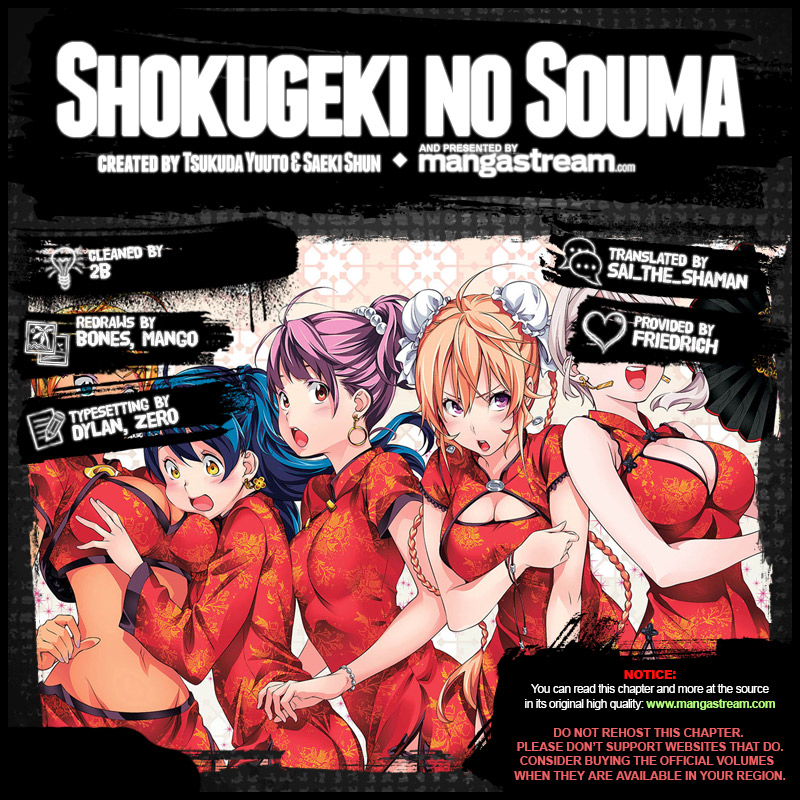 SHOKUGEKI NO SOUMA
CREATED BY TSUKUDA YUUTO & SAEKI SHUN ◆ AND PRESENTED BY mangastream.com
CLEANED BY
2B
REDRAWS BY
BONES, MANGO
TYPESETTING BY
DYLAN, ZERO
TRANSLATED BY
SAI_THE_SHAMAN
PROVIDED BY
FRIEDRICH
NOTICE:
You can read this chapter and more at the source
in its original high quality: www.mangastream.com
DO NOT REHOST THIS CHAPTER.
PLEASE DON'T SUPPORT WEBSITES THAT DO.
CONSIDER BUYING THE OFFICIAL VOLUMES
WHEN THEY ARE AVAILABLE IN YOUR REGION.